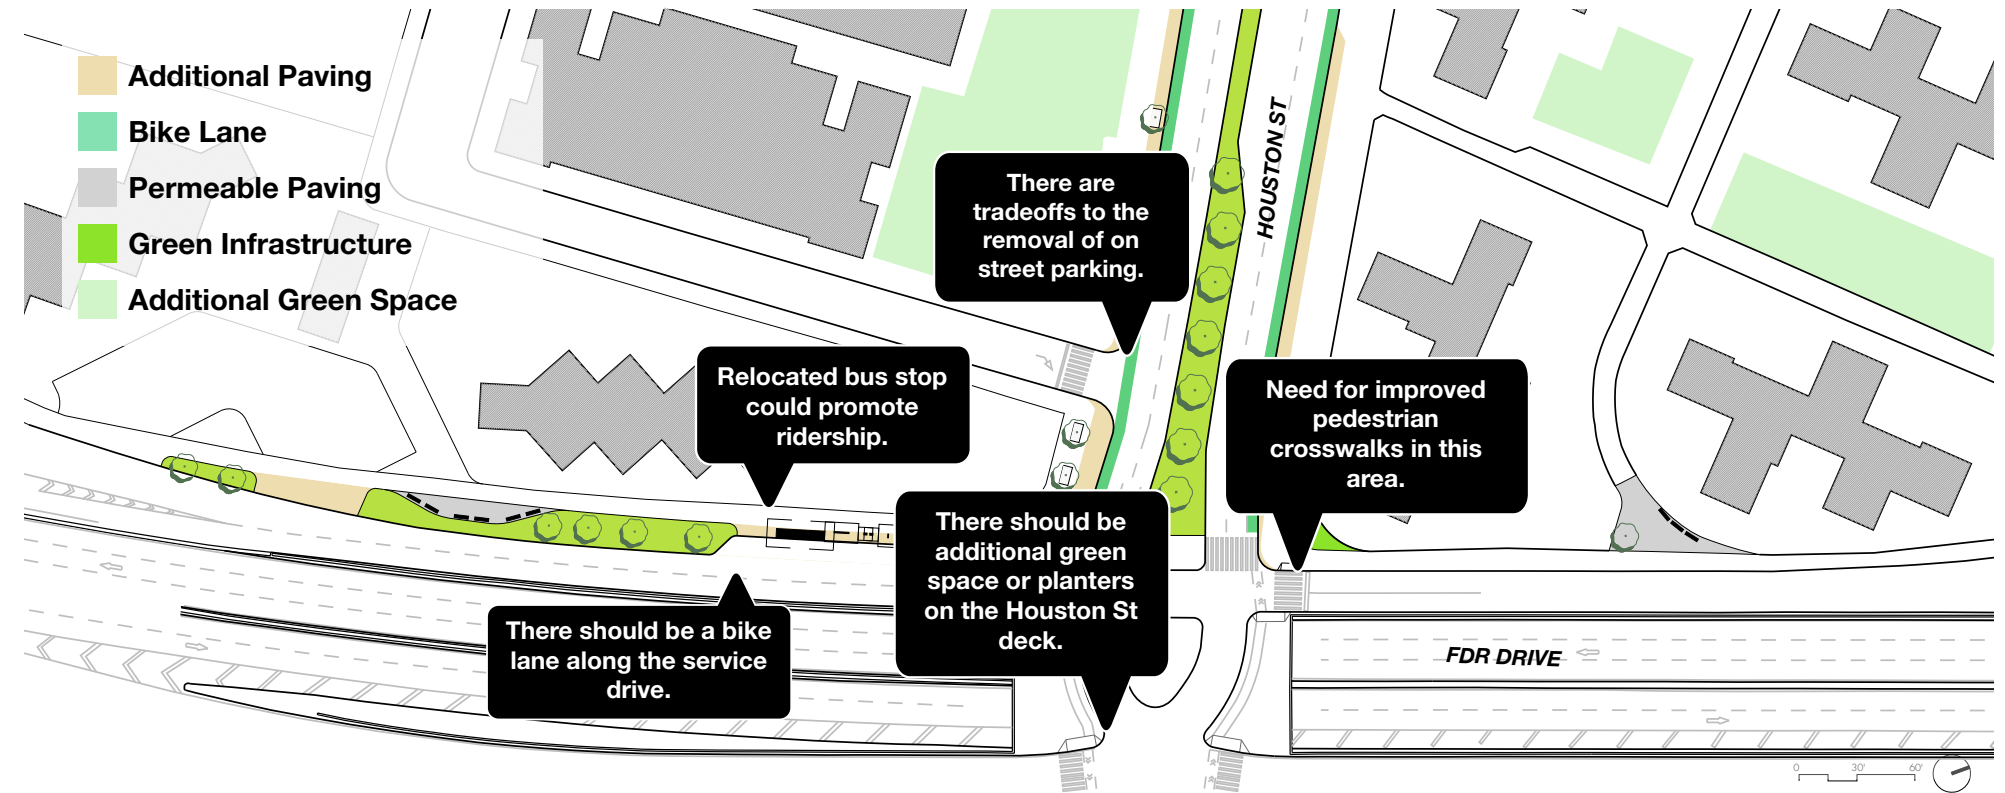 Additional Paving
Bike Lane
Permeable Paving
Green Infrastructure
Additional Green Space
There are
tradeoffs to the
removal of on
street parking.
HOUSTON ST
Relocated bus stop
could promote
ridership.
Need for improved
pedestrian
crosswalks in this
area.
There should be
additional green
space or planters
on the Houston St
deck.
There should be a bike
lane along the service
drive.
FDR DRIVE
0 30' 60'